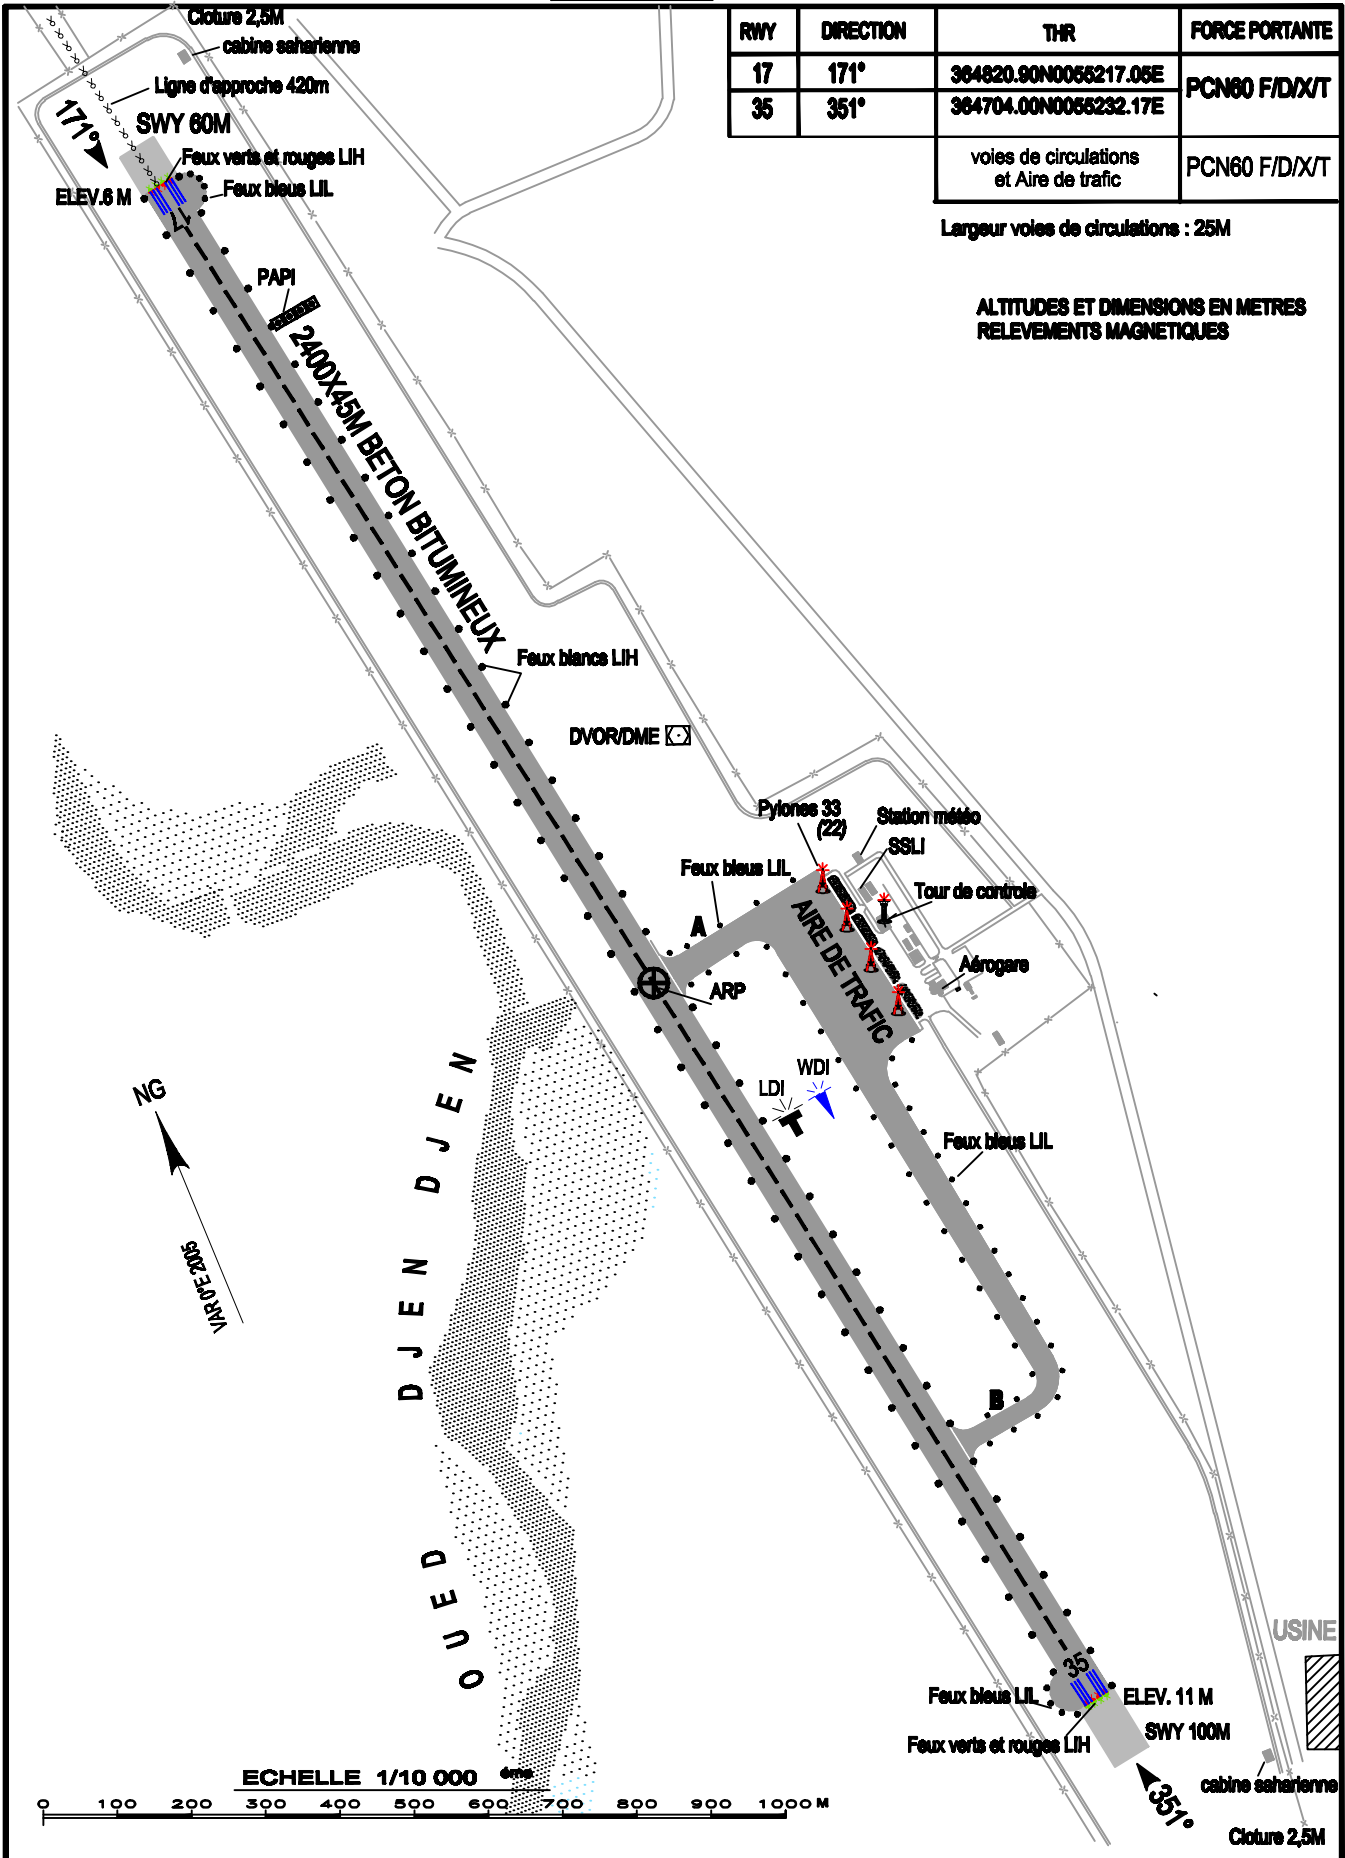 Cloture 2,5M
cabine saharienne
Ligne d'approche 420m
171°
SWY 60M
Feux verts et rouges LIH
ELEV.6 M
Feux bleus LIL
17
RWY DIRECTION THR FORCE PORTANTE
17 171° 364820.90N0055217.05E PCN60 F/D/X/T
35 351° 364704.00N0055232.17E
voies de circulations
et Aire de trafic
PCN60 F/D/X/T
Largeur voies de circulations : 25M
ALTITUDES ET DIMENSIONS EN METRES
RELEVEMENTS MAGNETIQUES
PAPI
2400X45M BETON BITUMINEUX
Feux blancs LIH
DVOR/DME
Pylones 33
(22)
Station météo
SSLI
Feux bleus LIL
Tour de controle
A
AIRE DE TRAFIC
Aérogare
ARP
WDI
LDI
NG
VAR 0°E 2005
Feux bleus LIL
OUED DJEN DJEN
B
USINE
35
Feux bleus LIL
ELEV. 11 M
SWY 100M
Feux verts et rouges LIH
351°
cabine saharienne
Cloture 2,5M
ECHELLE 1/10 000 ème
0 100 200 300 400 500 600 700 800 900 1000 M